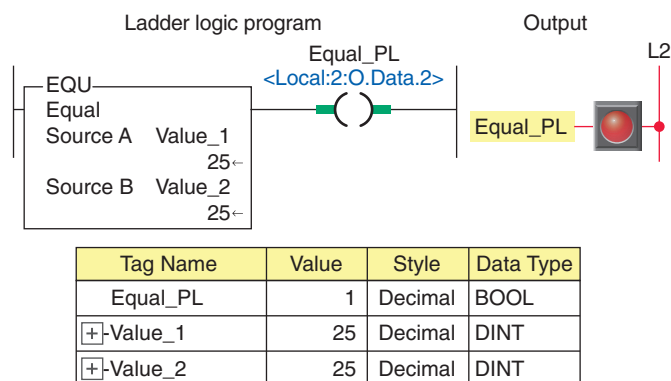 Ladder logic program
Output
Equal_PL
<Local:2:O.Data.2>
L2
EQU
Equal
Source A Value_1
25←
Source B Value_2
25←
Equal_PL
Tag Name Value Style Data Type
Equal_PL 1 Decimal BOOL
+-Value_1 25 Decimal DINT
+-Value_2 25 Decimal DINT